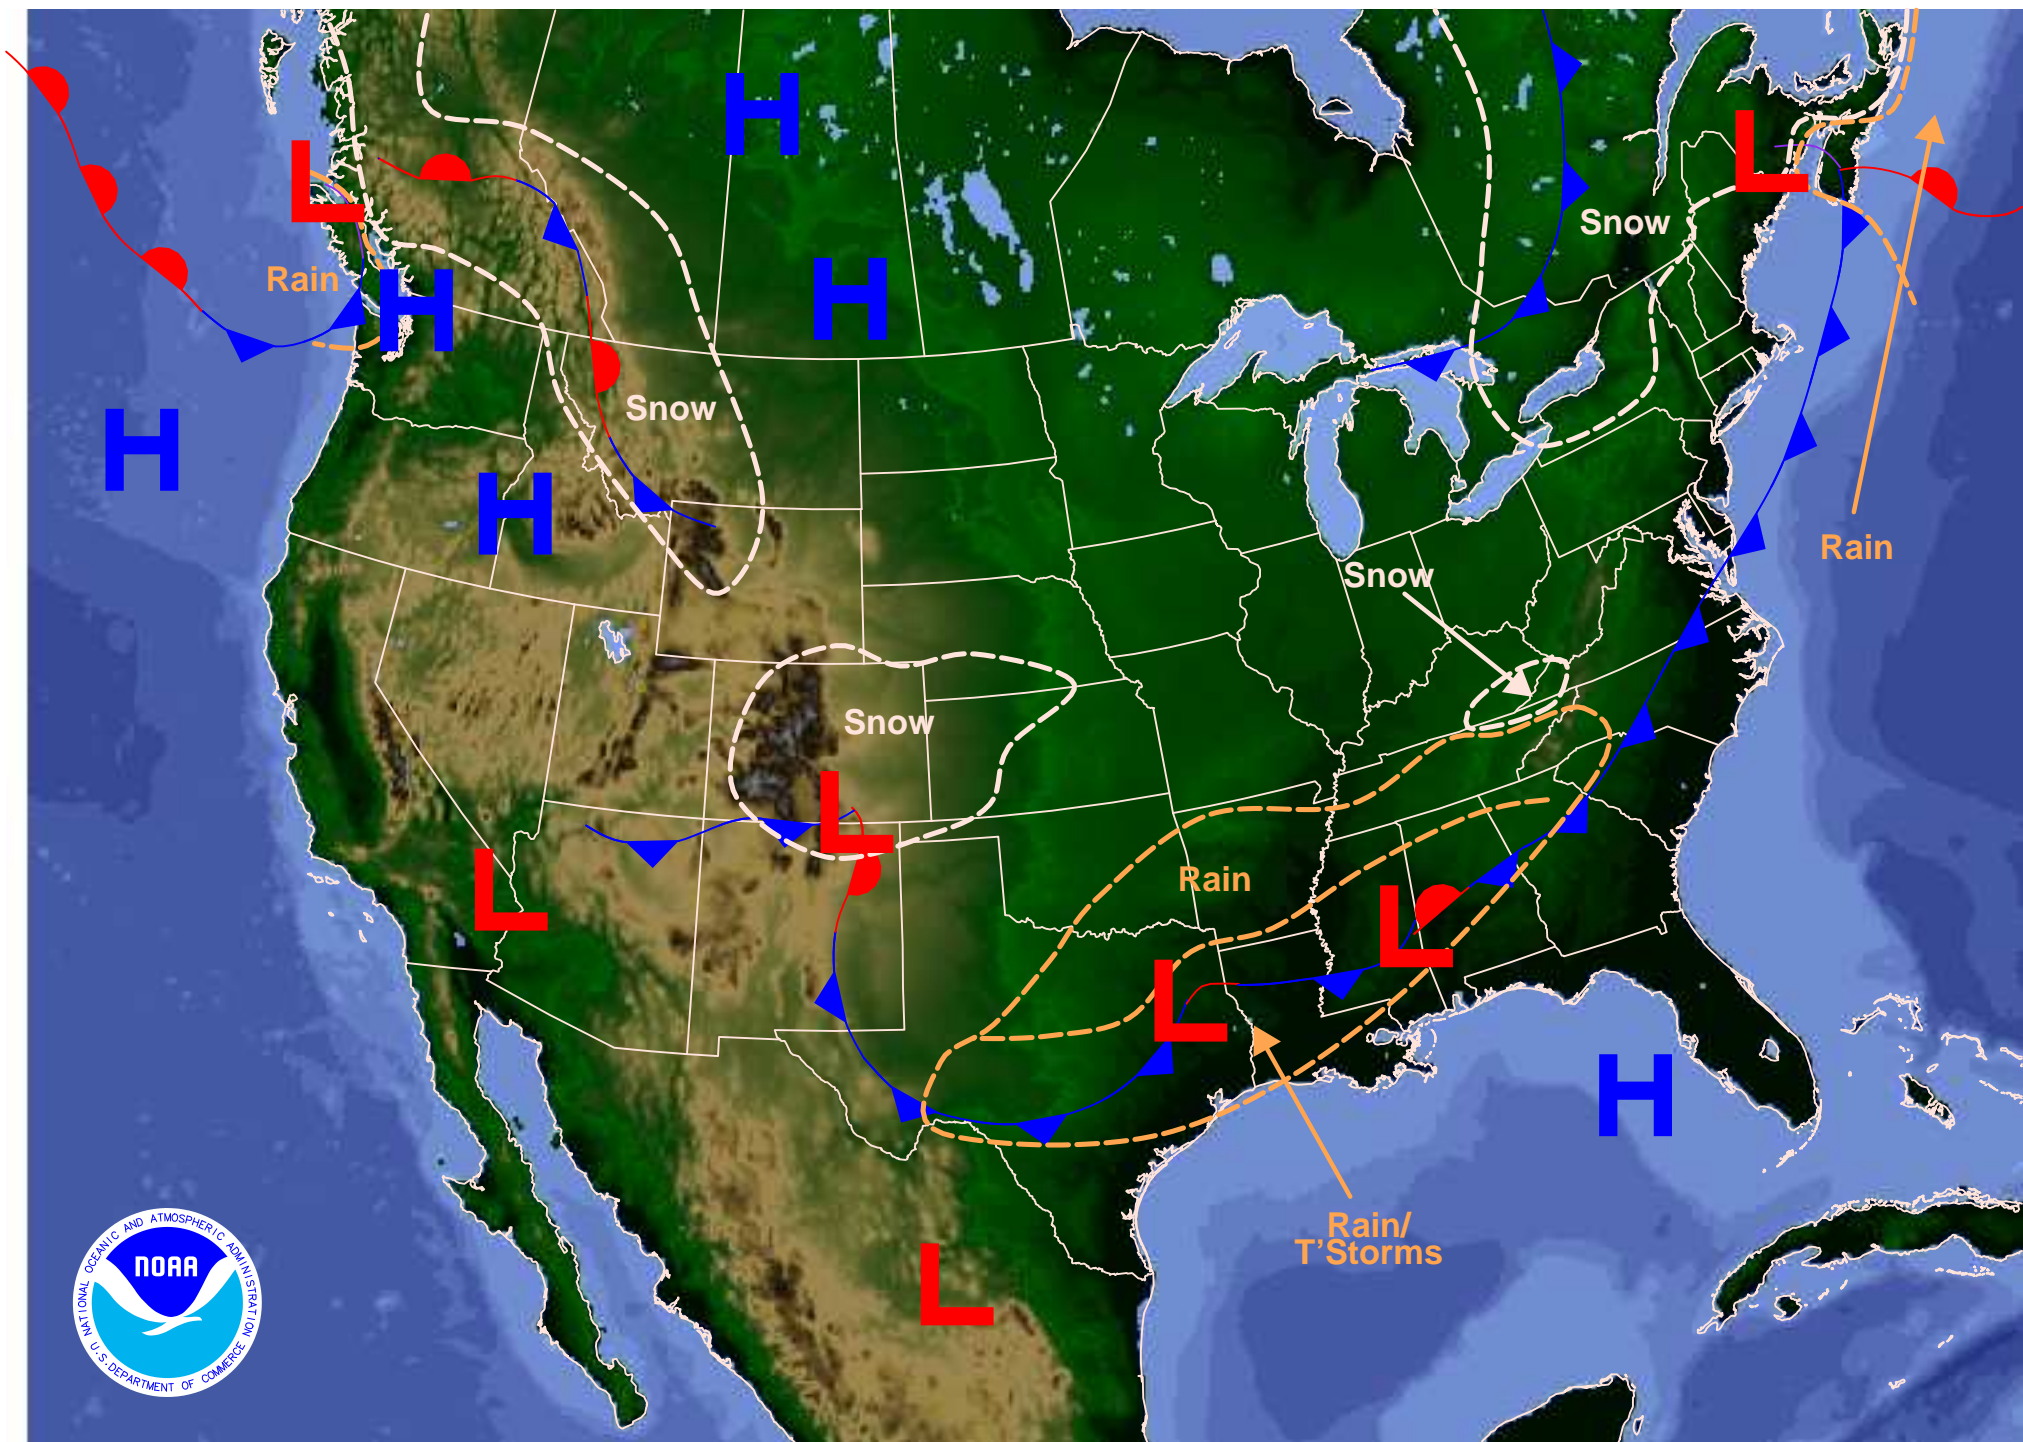 H
L
L
Snow
Rain
H
H
Snow
H
H
Rain
H
Snow
Snow
L
L
Rain
L
L
H
Rain/
T'Storms
L
NATIONAL OCEANIC AND ATMOSPHERIC ADMINISTRATION
NOAA
U.S. DEPARTMENT OF COMMERCE